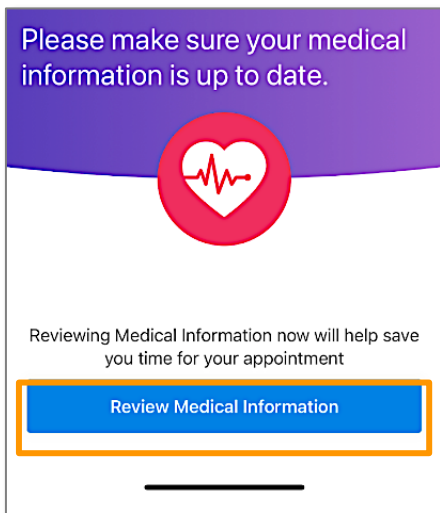 Please make sure your medical
information is up to date.
Reviewing Medical Information now will help save
you time for your appointment
Review Medical Information